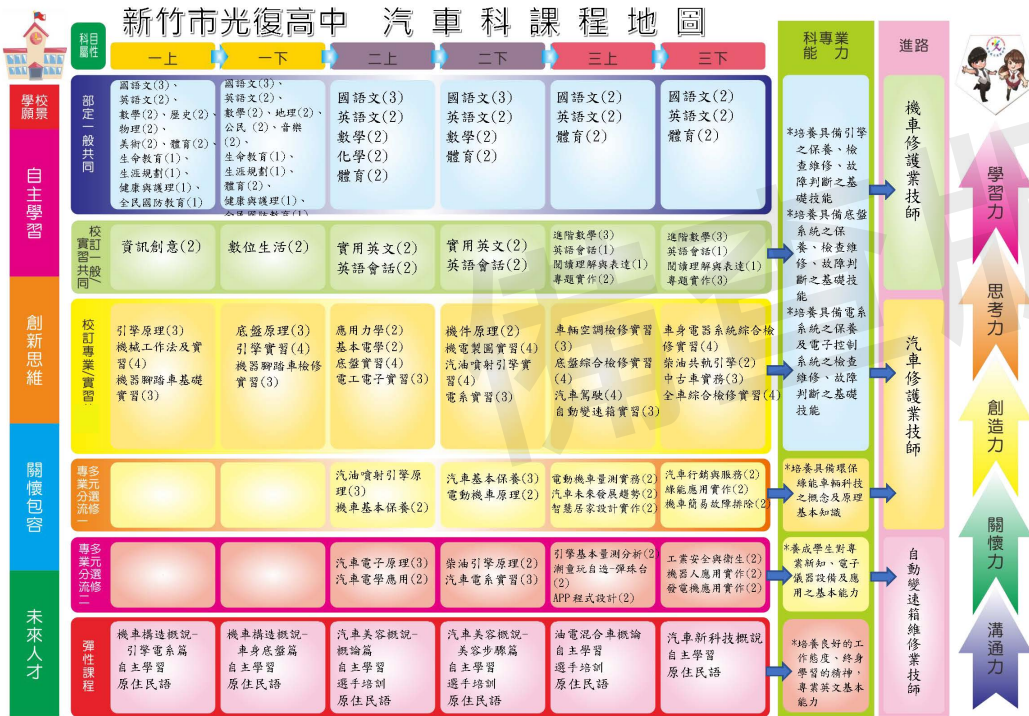 新竹市光復高中 汽車科課程地圖
科目屬性
一上
一下
二上
二下
三上
三下
科專業能力
進路
學校願景
自主學習
創新思維
關懷包容
未來人才
部定一般共同
國語文(3)、
英語文(2)、
數學(2)、歷史(2)、
物理(2)、
美術(2)、體育(2)、
生命教育(1)、
生涯規劃(1)、
健康與護理(1)、
全民國防教育(1)
國語文(3)、
英語文(2)、
數學(2)、地理(2)、
公民 (2)、音樂
(2)、
生命教育(1)、
生涯規劃(1)、
體育(2)、
健康與護理(1)、
全民國防教育(1)
國語文(3)
英語文(2)
數學(2)
化學(2)
體育(2)
國語文(3)
英語文(2)
數學(2)
體育(2)
國語文(2)
英語文(2)
體育(2)
國語文(2)
英語文(2)
體育(2)
校訂一般/實習共同
資訊創意(2)
數位生活(2)
實用英文(2)
英語會話(2)
實用英文(2)
英語會話(2)
進階數學(3)
英語會話(1)
閱讀理解與表達(1)
專題實作(2)
進階數學(3)
英語會話(1)
閱讀理解與表達(1)
專題實作(3)
校訂專業/實習
引擎原理(3)
機械工作法及實
習(4)
機器腳踏車基礎
實習(3)
底盤原理(3)
引擎實習(4)
機器腳踏車檢修
實習(3)
應用力學(2)
基本電學(2)
底盤實習(4)
電工電子實習(3)
機件原理(2)
機電製圖實習(4)
汽油噴射引擎實
習(4)
電系實習(3)
車輛空調檢修實習
(3)
底盤綜合檢修實習
(4)
汽車駕駛(4)
自動變速箱實習(3)
車身電器系統綜合檢
修實習(4)
柴油共軌引擎(2)
中古車實務(3)
全車綜合檢修實習(4)
多元選修
專業分流一
汽油噴射引擎原
理(3)
機車基本保養(2)
汽車基本保養(3)
電動機車原理(2)
電動機車量測實務(2)
汽車未來發展趨勢(2)
智慧居家設計實作(2)
汽車行銷與服務(2)
綠能應用實作(2)
機車簡易故障排除(2)
多元選修
專業分流二
汽車電子原理(3)
汽車電學應用(2)
柴油引擎原理(2)
汽車電系實習(3)
引擎基本量測分析(2)
潮童玩自造-彈珠台
(2)
APP 程式設計(2)
工業安全與衛生(2)
機器人應用實作(2)
發電機應用實作(2)
彈性課程
機車構造概說-
引擎電系篇
自主學習
原住民語
機車構造概說-
車身底盤篇
自主學習
原住民語
汽車美容概說-
概論篇
自主學習
選手培訓
原住民語
汽車美容概說-
美容步驟篇
自主學習
選手培訓
原住民語
油電混合車概論
自主學習
選手培訓
原住民語
汽車新科技概說
自主學習
原住民語
*培養具備引擎
之保養、檢
查維修、故
障判斷之基
礎技能
*培養具備底盤
系統之保
養、檢查維
修、故障判
斷之基礎技
能
*培養具備電系
系統之保養
及電子控制
系統之檢查
維修、故障
判斷之基礎
技能
*培養具備環保
綠能車輛科技
之概念及原理
基本知識
*養成學生對專
業新知、電子
儀器設備及應
用之基本能力
*培養良好的工
作態度、終身
學習的精神,
專業英文基本
能力
機車修護業技師
汽車修護業技師
自動變速箱維修業技師
學習力
思考力
創造力
關懷力
溝通力
備查版